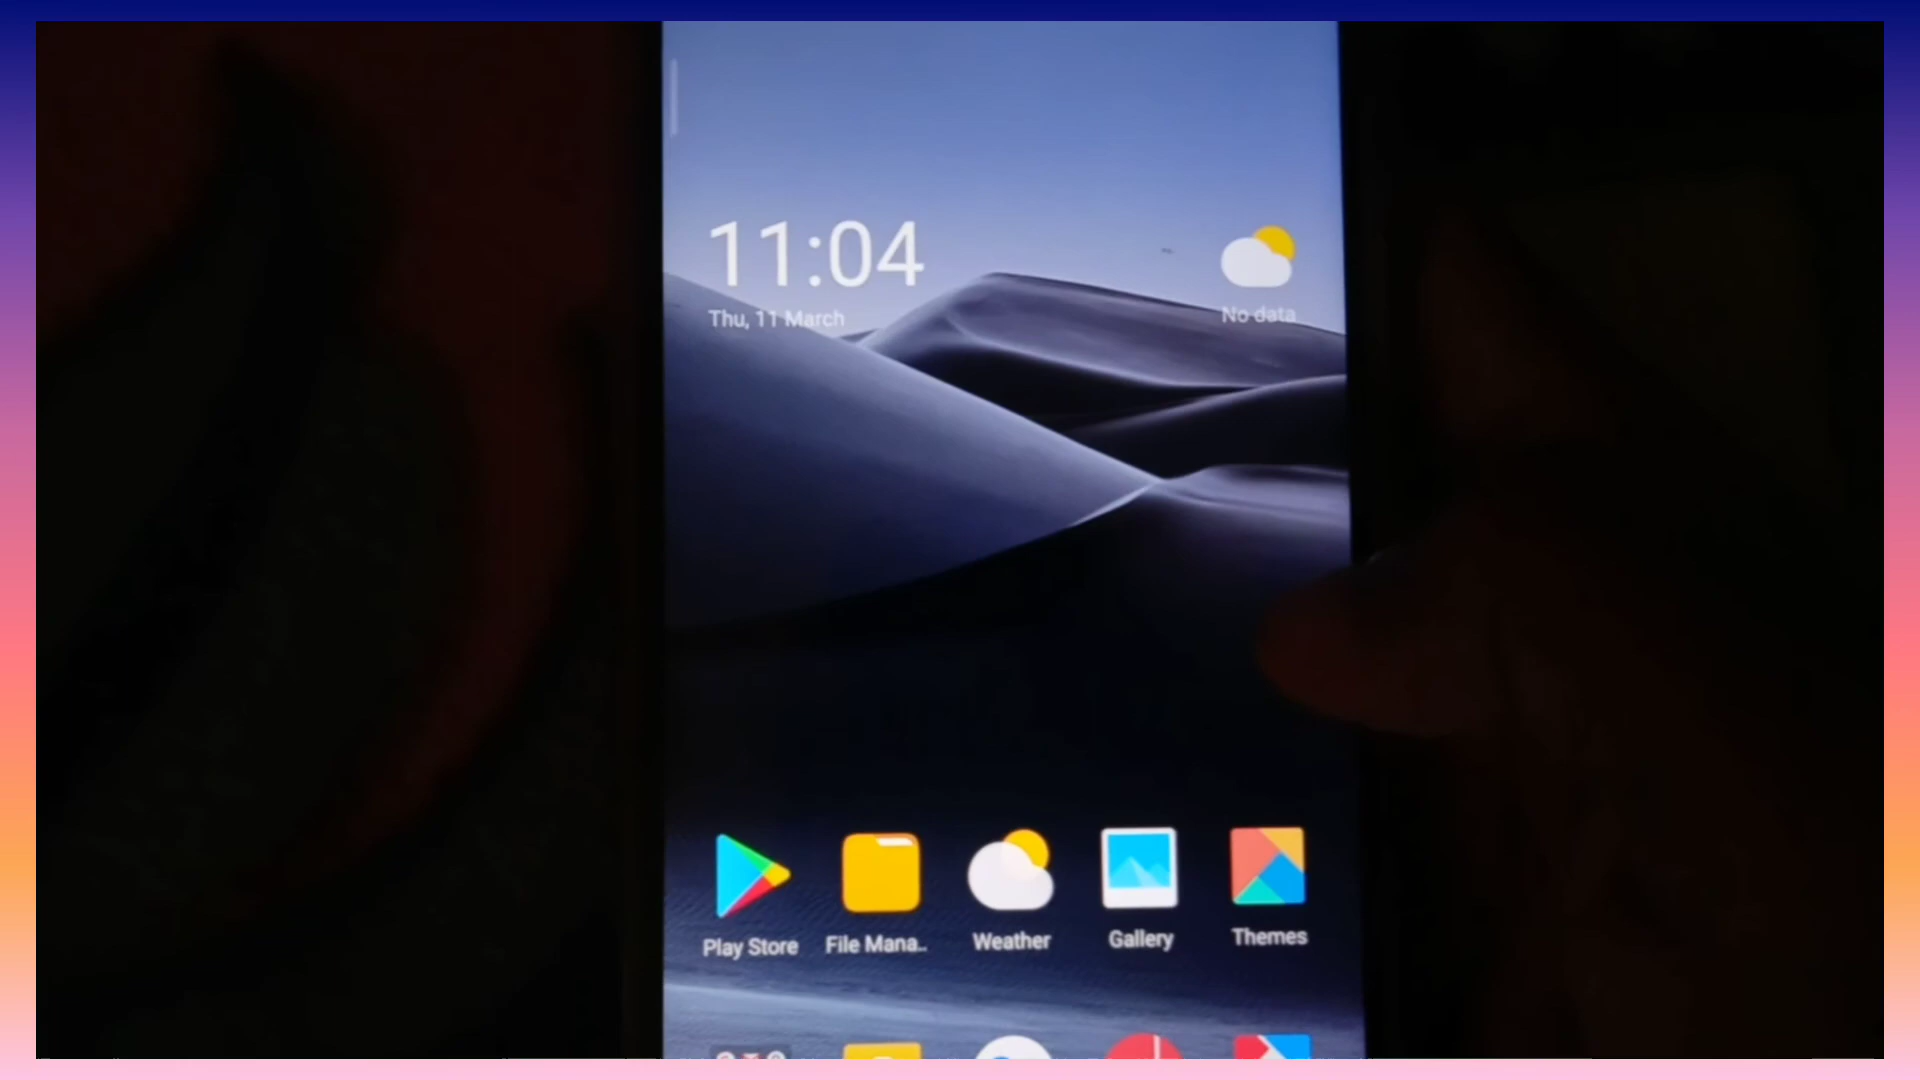 11:04
Thu, 11 March
No data
Play Store
File Mana..
Weather
Gallery
Themes